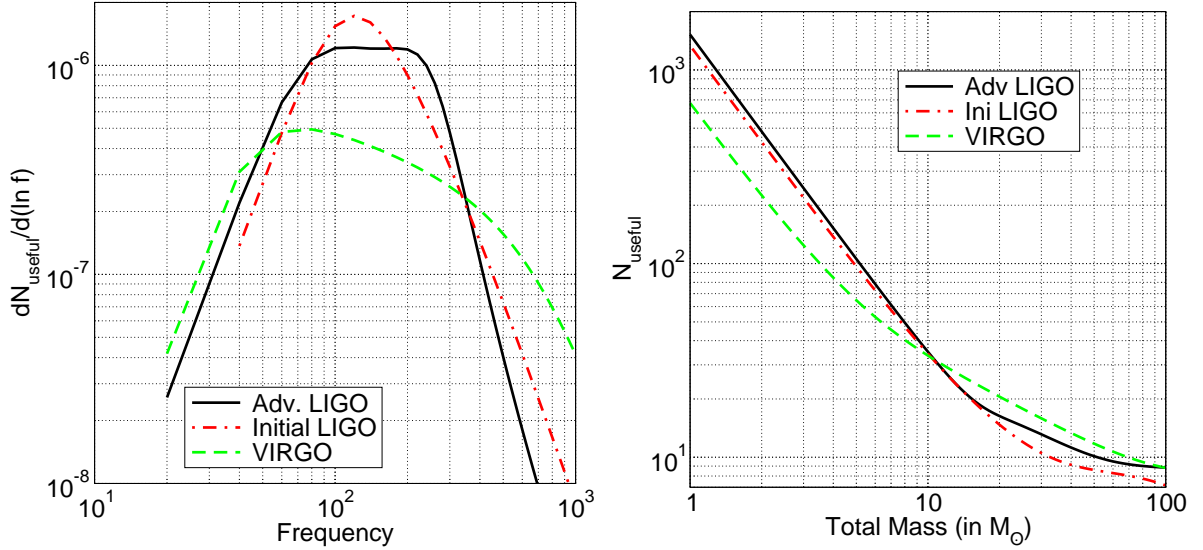 dN_useful/d(ln f)
10^-6
10^-7
10^-8
Adv. LIGO
Initial LIGO
VIRGO
10^1
10^2
10^3
Frequency
N_useful
10^3
10^2
10^1
Adv LIGO
Ini LIGO
VIRGO
1
10
100
Total Mass (in M_⊙)